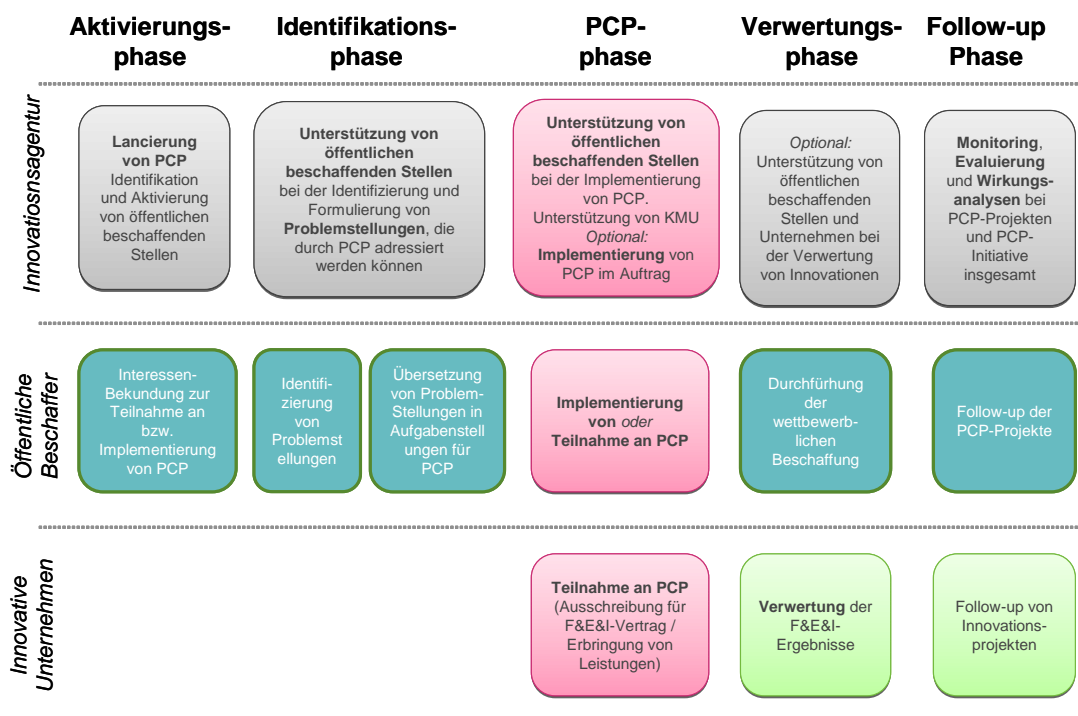 Aktivierungs-
phase
Identifikations-
phase
PCP-
phase
Verwertungs-
phase
Follow-up
Phase
Innovatiosnsagentur
Lancierung
von PCP
Identifikation
und Aktivierung
von öffentlichen
beschaffenden
Stellen
Unterstützung von
öffentlichen
beschaffenden Stellen
bei der Identifizierung und
Formulierung von
Problemstellungen, die
durch PCP adressiert
werden können
Unterstützung von
öffentlichen
beschaffenden Stellen
bei der Implementierung
von PCP.
Unterstützung von KMU
Optional:
Implementierung von
PCP im Auftrag
Optional:
Unterstützung von
öffentlichen
beschaffenden
Stellen und
Unternehmen bei
der Verwertung
von Innovationen
Monitoring,
Evaluierung
und Wirkungs-
analysen bei
PCP-Projekten
und PCP-
Initiative
insgesamt
Öffentliche
Beschaffer
Interessen-
Bekundung zur
Teilnahme an
bzw.
Implementierung
von PCP
Identifi-
zierung
von
Problemst
ellungen
Übersetzung
von Problem-
Stellungen in
Aufgabenstell
ungen für
PCP
Implementierung
von oder
Teilnahme an PCP
Durchfürhung
der
wettbewerb-
lichen
Beschaffung
Follow-up der
PCP-Projekte
Innovative
Unternehmen
Teilnahme an PCP
(Ausschreibung für
F&E&I-Vertrag /
Erbringung von
Leistungen)
Verwertung der
F&E&I-
Ergebnisse
Follow-up von
Innovations-
projekten